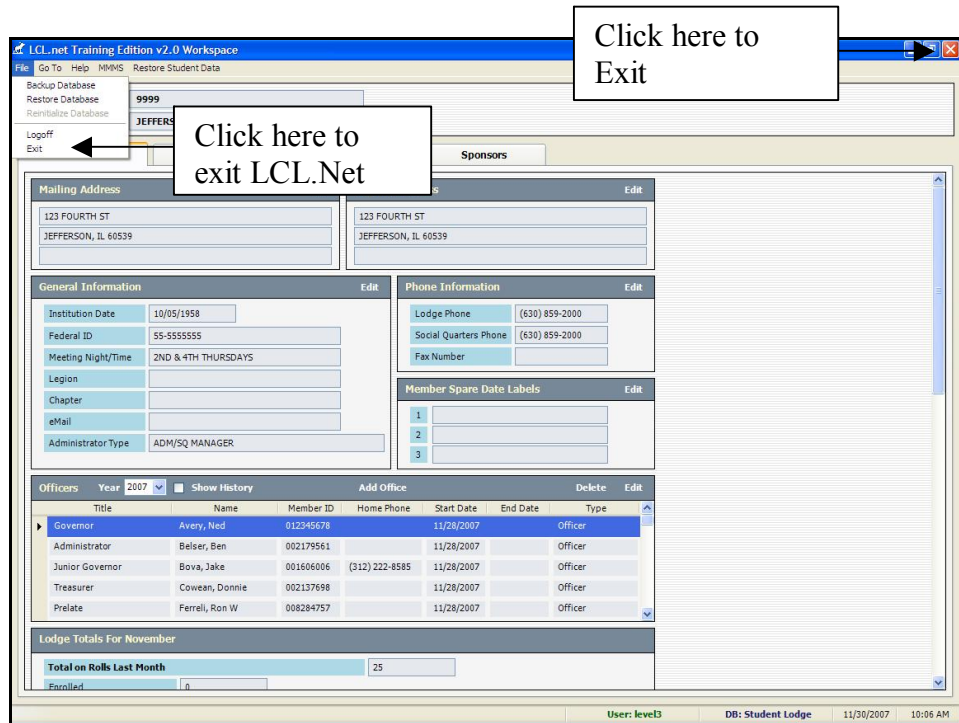 Click here to
Exit
LCL.net Training Edition v2.0 Workspace
File Go To Help MMMS Restore Student Data
Backup Database
Restore Database
Reinitialize Database
Logoff
Exit
9999
JEFFERS
Click here to
exit LCL.Net
Sponsors
Mailing Address
s Edit
123 FOURTH ST
JEFFERSON, IL 60539
123 FOURTH ST
JEFFERSON, IL 60539
General Information Edit
Institution Date 10/05/1958
Federal ID 55-5555555
Meeting Night/Time 2ND & 4TH THURSDAYS
Legion
Chapter
eMail
Administrator Type ADM/SQ MANAGER
Phone Information Edit
Lodge Phone (630) 859-2000
Social Quarters Phone (630) 859-2000
Fax Number
Member Spare Date Labels Edit
1
2
3
Officers Year 2007 Show History Add Office Delete Edit
Title Name Member ID Home Phone Start Date End Date Type
Governor Avery, Ned 012345678 11/28/2007 Officer
Administrator Belser, Ben 002179561 11/28/2007 Officer
Junior Governor Bova, Jake 001606006 (312) 222-8585 11/28/2007 Officer
Treasurer Cowean, Donnie 002137698 11/28/2007 Officer
Prelate Ferreli, Ron W 008284757 11/28/2007 Officer
Lodge Totals For November
Total on Rolls Last Month 25
Enrolled 0
User: level3 DB: Student Lodge 11/30/2007 10:06 AM